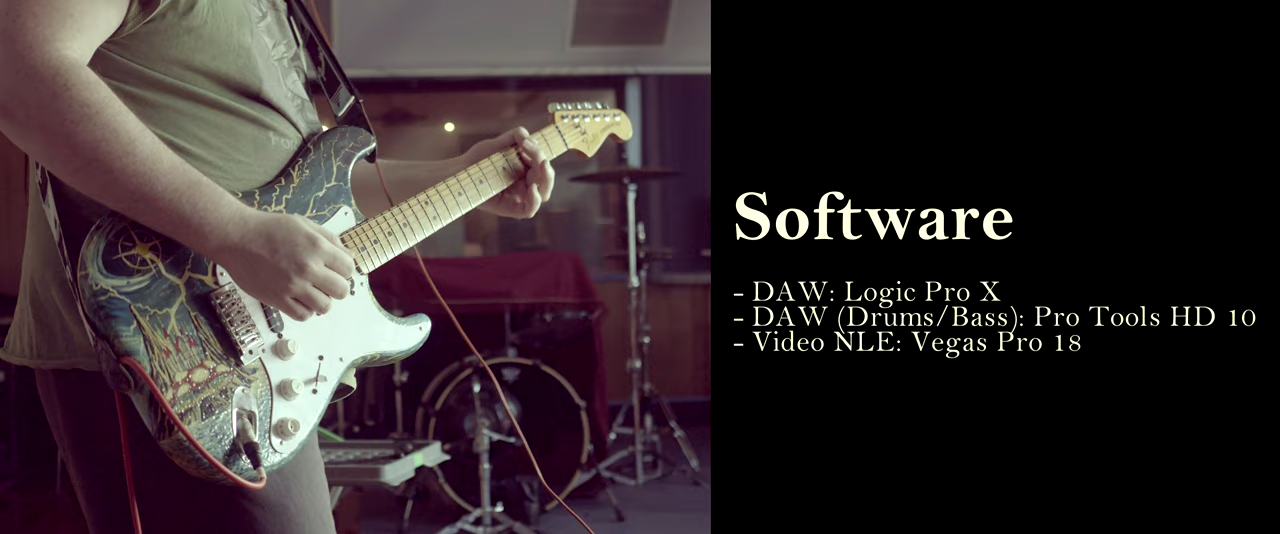 Software
- DAW: Logic Pro X
- DAW (Drums/Bass): Pro Tools HD 10
- Video NLE: Vegas Pro 18